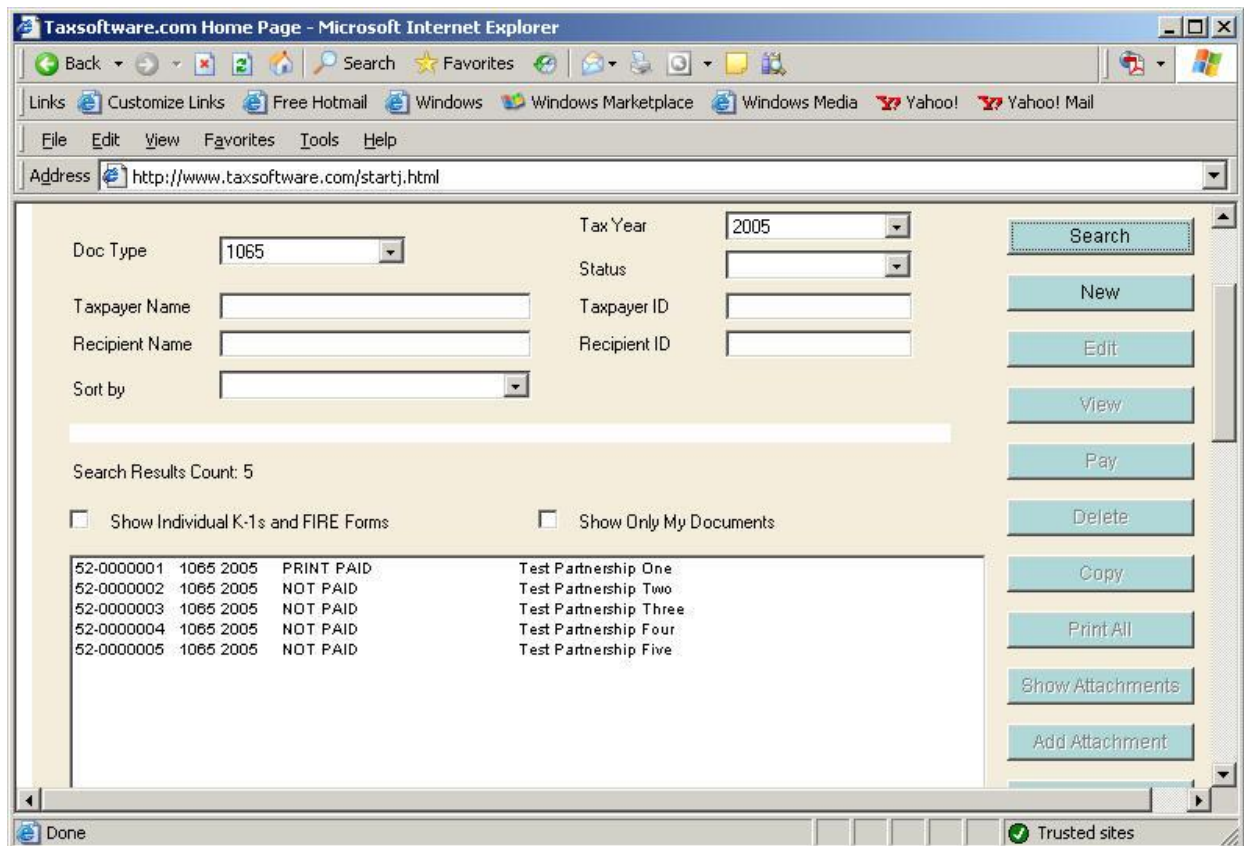 Taxsoftware.com Home Page - Microsoft Internet Explorer
Back Search Favorites
Links Customize Links Free Hotmail Windows Windows Marketplace Windows Media Yahoo! Yahoo! Mail
File Edit View Favorites Tools Help
Address http://www.taxsoftware.com/startj.html
Doc Type 1065 Tax Year 2005 Search
Status
Taxpayer Name Taxpayer ID New
Recipient Name Recipient ID Edit
Sort by View
Search Results Count: 5 Pay
Show Individual K-1s and FIRE Forms Show Only My Documents Delete
52-0000001 1065 2005 PRINT PAID Test Partnership One
52-0000002 1065 2005 NOT PAID Test Partnership Two
52-0000003 1065 2005 NOT PAID Test Partnership Three
52-0000004 1065 2005 NOT PAID Test Partnership Four
52-0000005 1065 2005 NOT PAID Test Partnership Five
Copy
Print All
Show Attachments
Add Attachment
Done Trusted sites